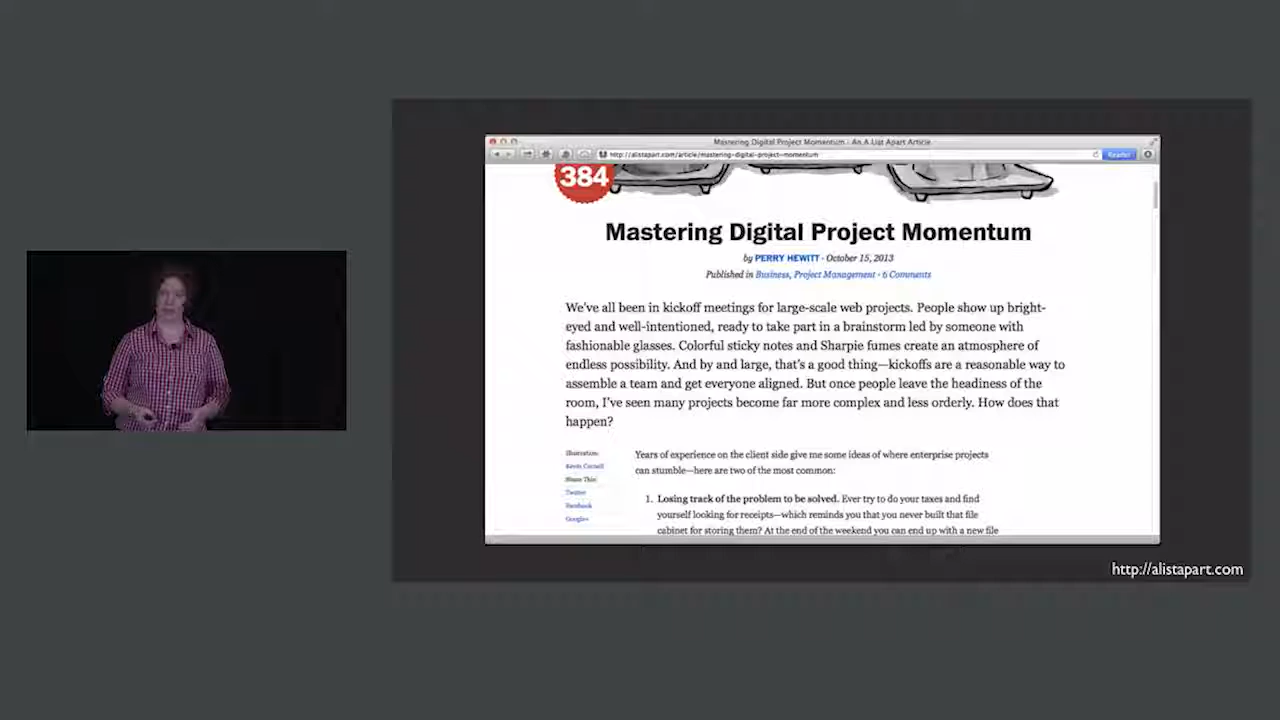 Mastering Digital Project Momentum · An A List Apart Article
http://alistapart.com/article/mastering-digital-project-momentum
Reader
384
Mastering Digital Project Momentum
by PERRY HEWITT · October 15, 2013
Published in Business, Project Management · 6 Comments
We've all been in kickoff meetings for large-scale web projects. People show up bright-
eyed and well-intentioned, ready to take part in a brainstorm led by someone with
fashionable glasses. Colorful sticky notes and Sharpie fumes create an atmosphere of
endless possibility. And by and large, that's a good thing—kickoffs are a reasonable way to
assemble a team and get everyone aligned. But once people leave the headiness of the
room, I've seen many projects become far more complex and less orderly. How does that
happen?
Illustration:
Kevin Cornell
Share This:
Twitter
Facebook
Google+
Years of experience on the client side give me some ideas of where enterprise projects
can stumble—here are two of the most common:
1. Losing track of the problem to be solved. Ever try to do your taxes and find
yourself looking for receipts—which reminds you that you never built that file
cabinet for storing them? At the end of the weekend you can end up with a new file
http://alistapart.com